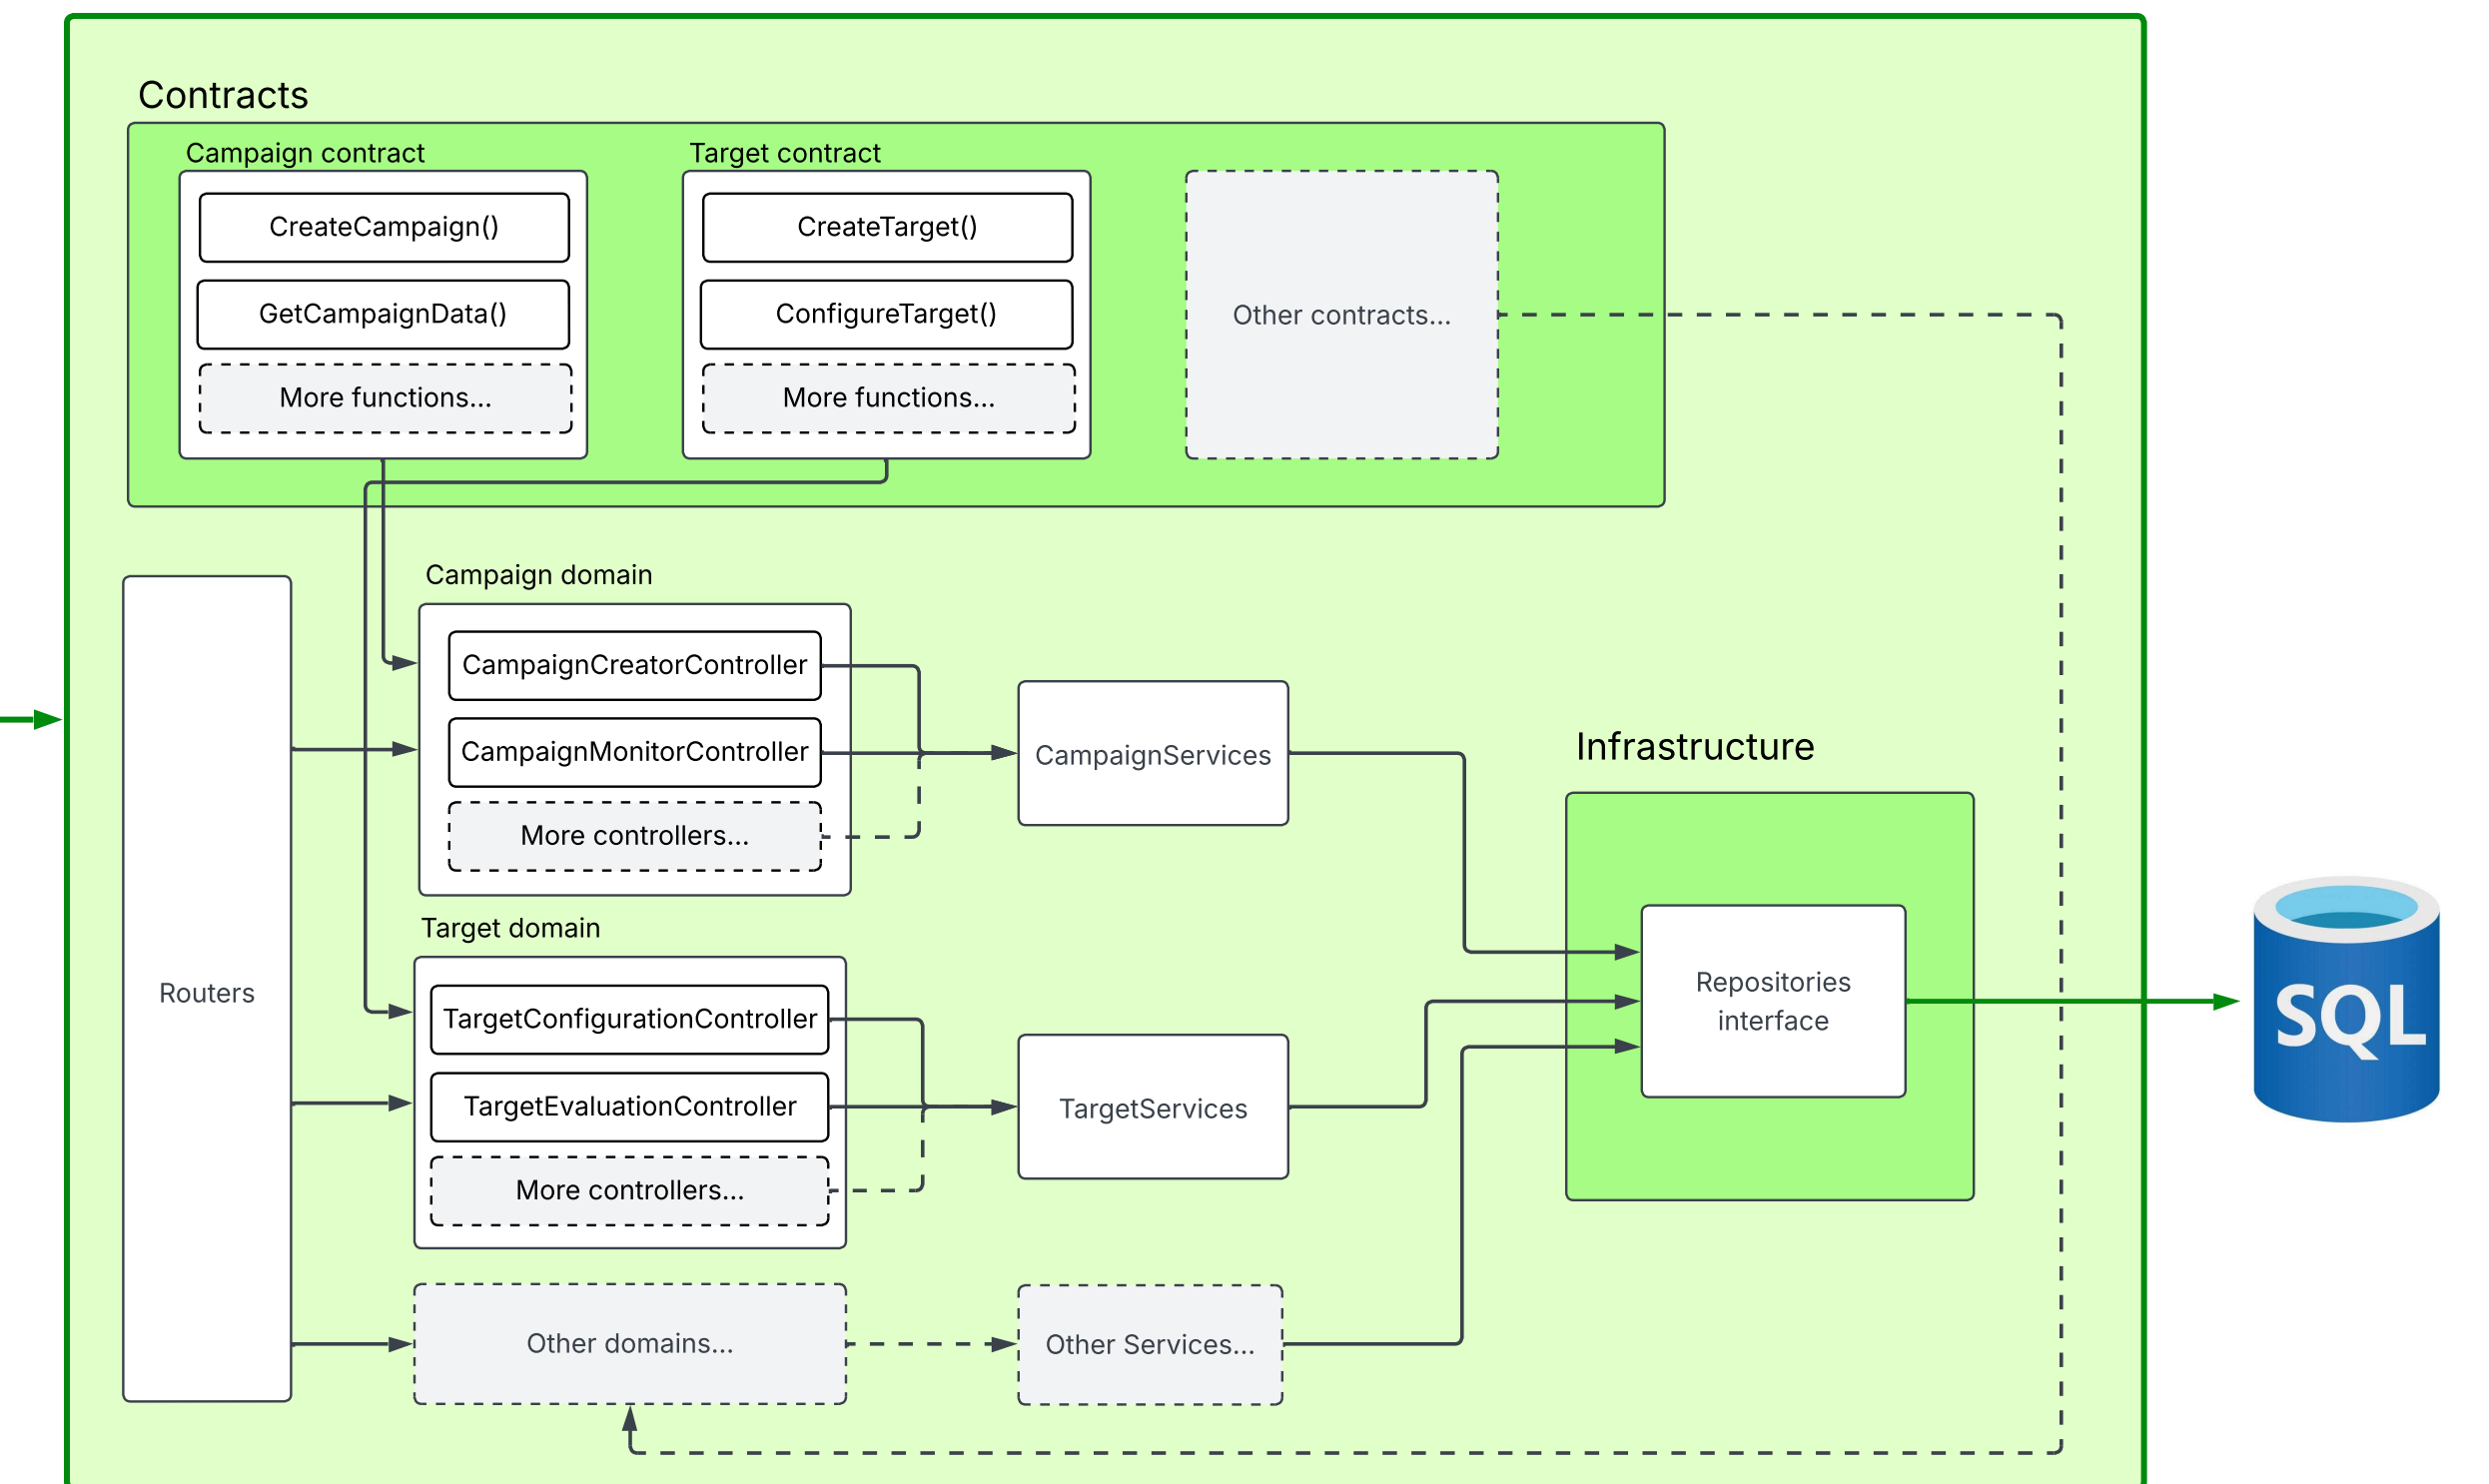 Contracts
Campaign contract
CreateCampaign()
GetCampaignData()
More functions...
Target contract
CreateTarget()
ConfigureTarget()
More functions...
Other contracts...
Routers
Campaign domain
CampaignCreatorController
CampaignMonitorController
More controllers...
CampaignServices
Target domain
TargetConfigurationController
TargetEvaluationController
More controllers...
TargetServices
Other domains...
Other Services...
Infrastructure
Repositories
interface
SQL